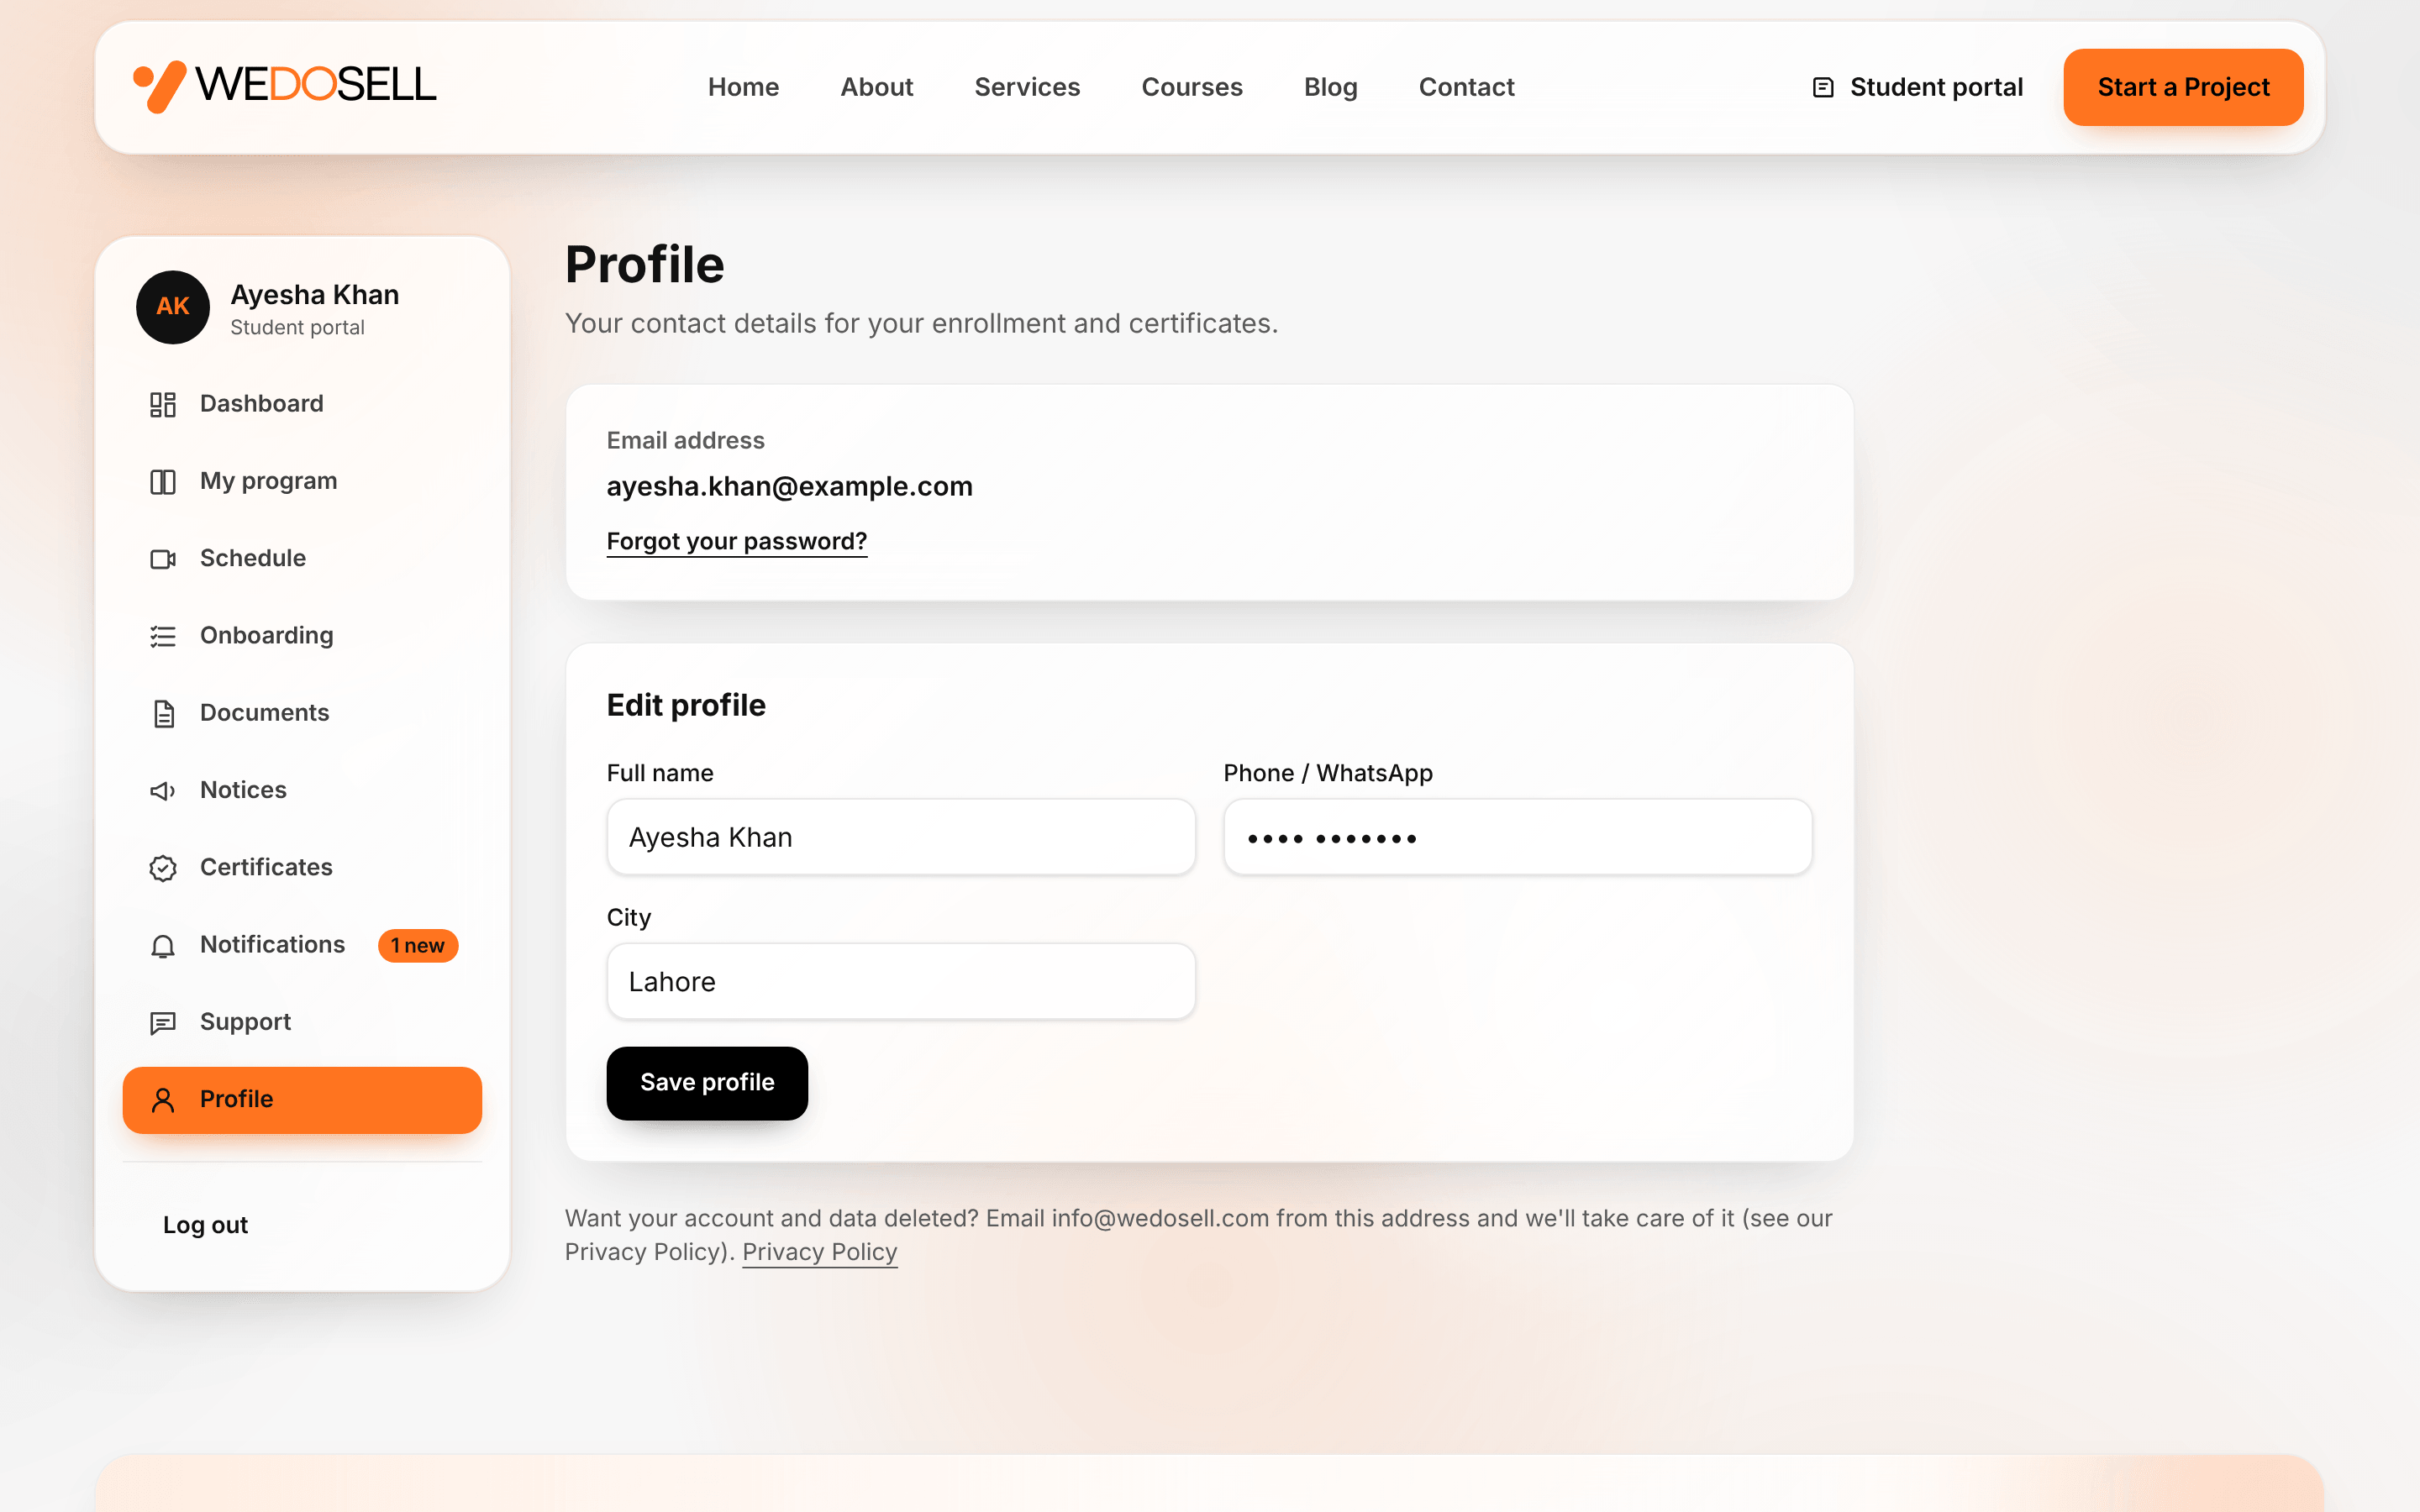 WEDOSELL
Home
About
Services
Courses
Blog
Contact
Student portal
Start a Project
AK
Ayesha Khan
Student portal
Dashboard
My program
Schedule
Onboarding
Documents
Notices
Certificates
Notifications
1 new
Support
Profile
Log out
Profile
Your contact details for your enrollment and certificates.
Email address
ayesha.khan@example.com
Forgot your password?
Edit profile
Full name
Ayesha Khan
Phone / WhatsApp
•••• •••••••
City
Lahore
Save profile
Want your account and data deleted? Email info@wedosell.com from this address and we'll take care of it (see our
Privacy Policy). Privacy Policy